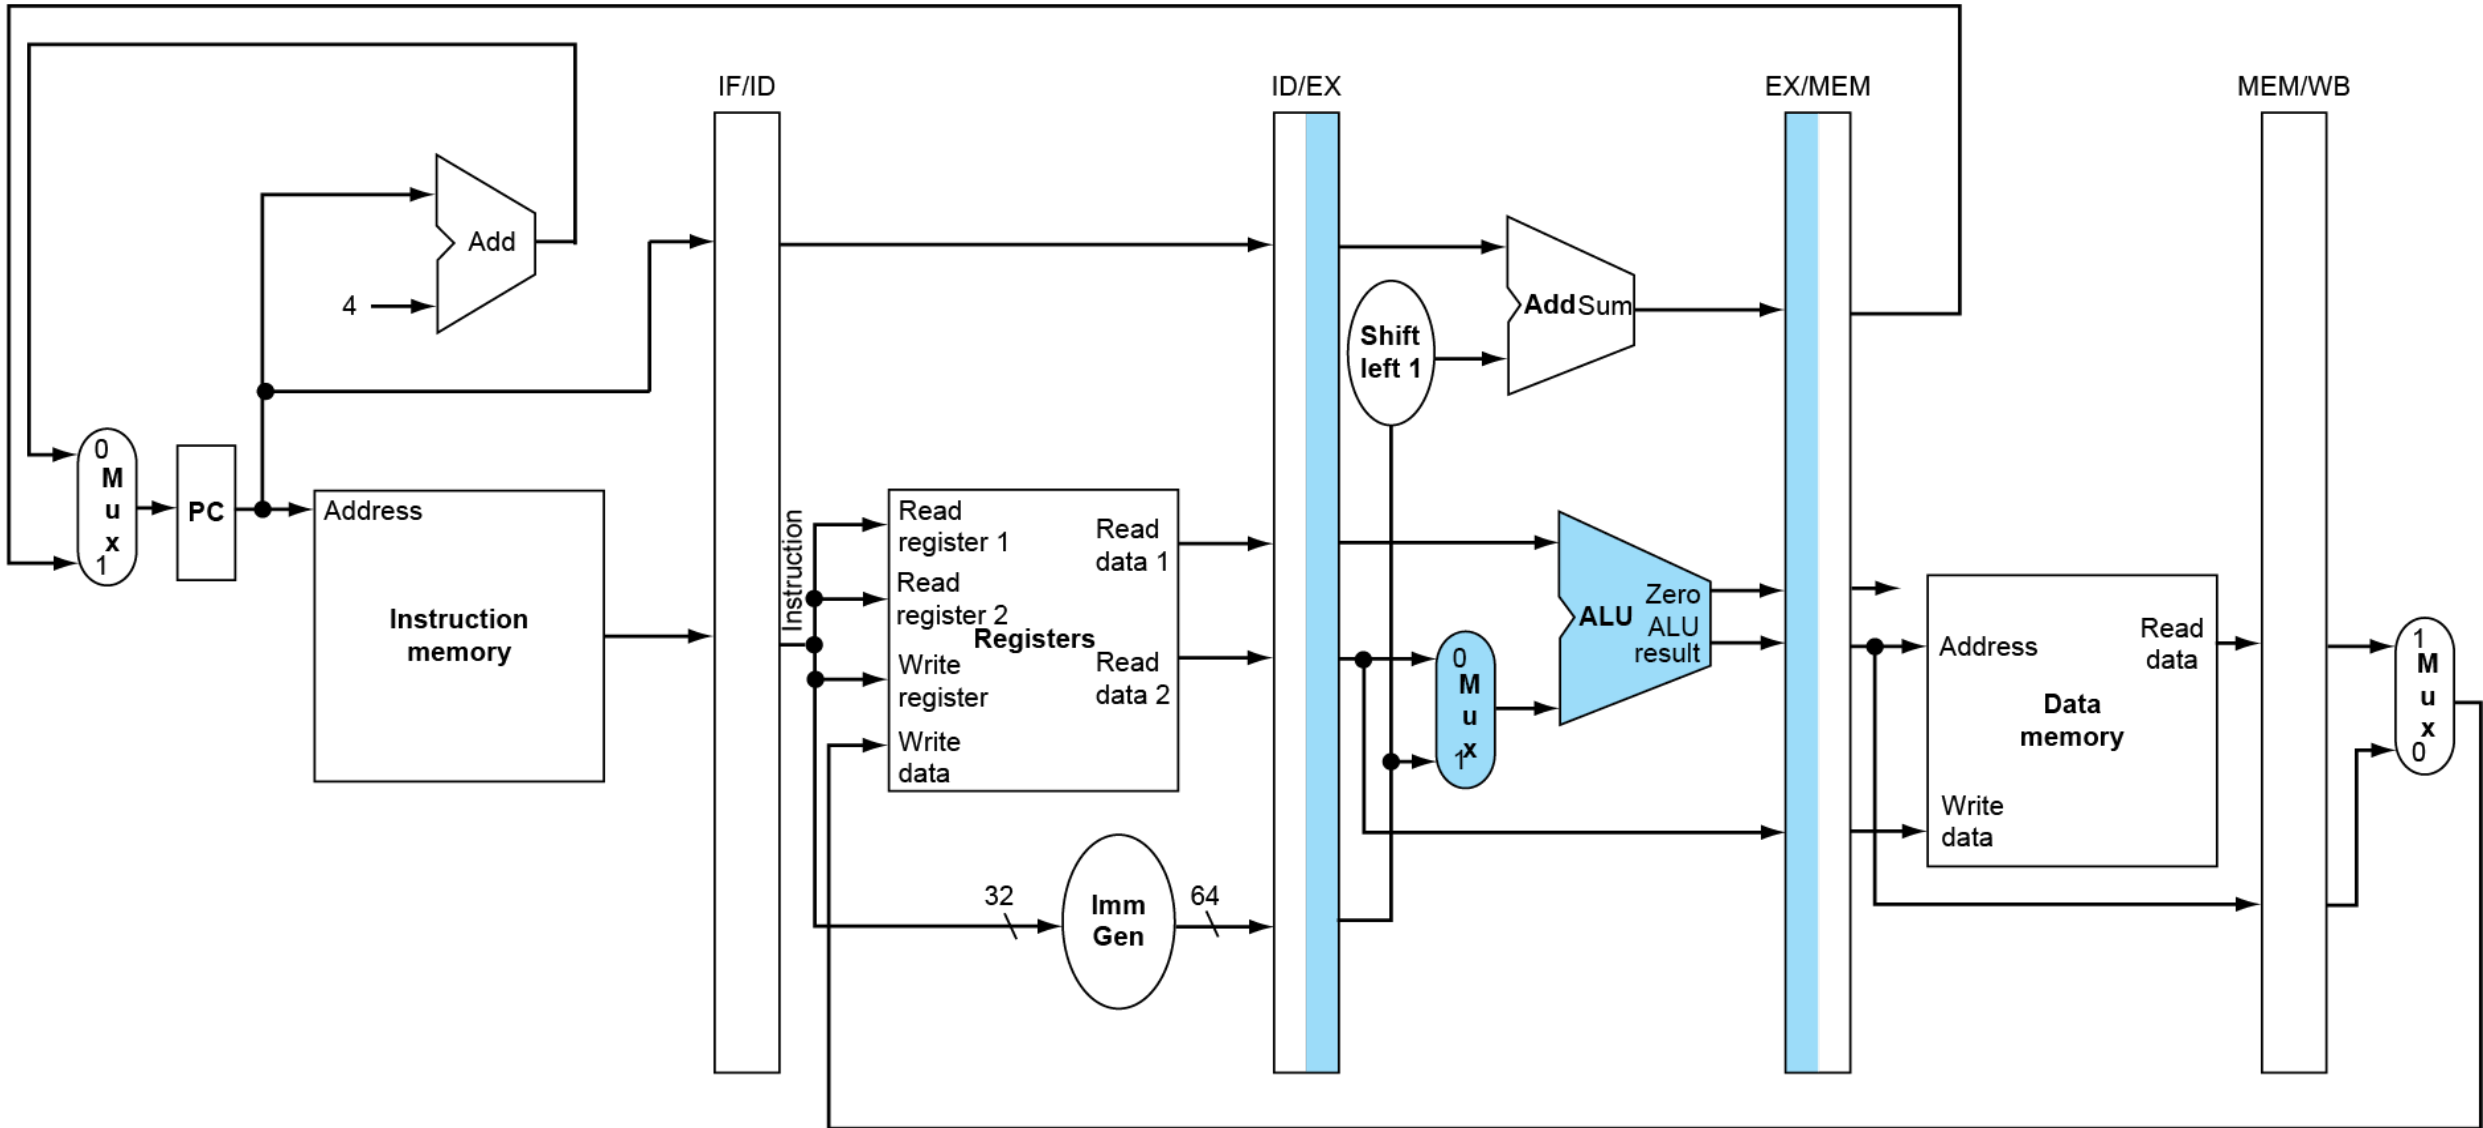 IF/ID
ID/EX
EX/MEM
MEM/WB
Add
4
Add Sum
Shift
left 1
0
M
u
x
1
PC
Address
Instruction
memory
Instruction
Read
register 1
Read
register 2
Write
register
Write
data
Registers
Read
data 1
Read
data 2
32
Imm
Gen
64
0
M
u
x
1
ALU
Zero
ALU
result
Address
Read
data
Data
memory
Write
data
1
M
u
x
0